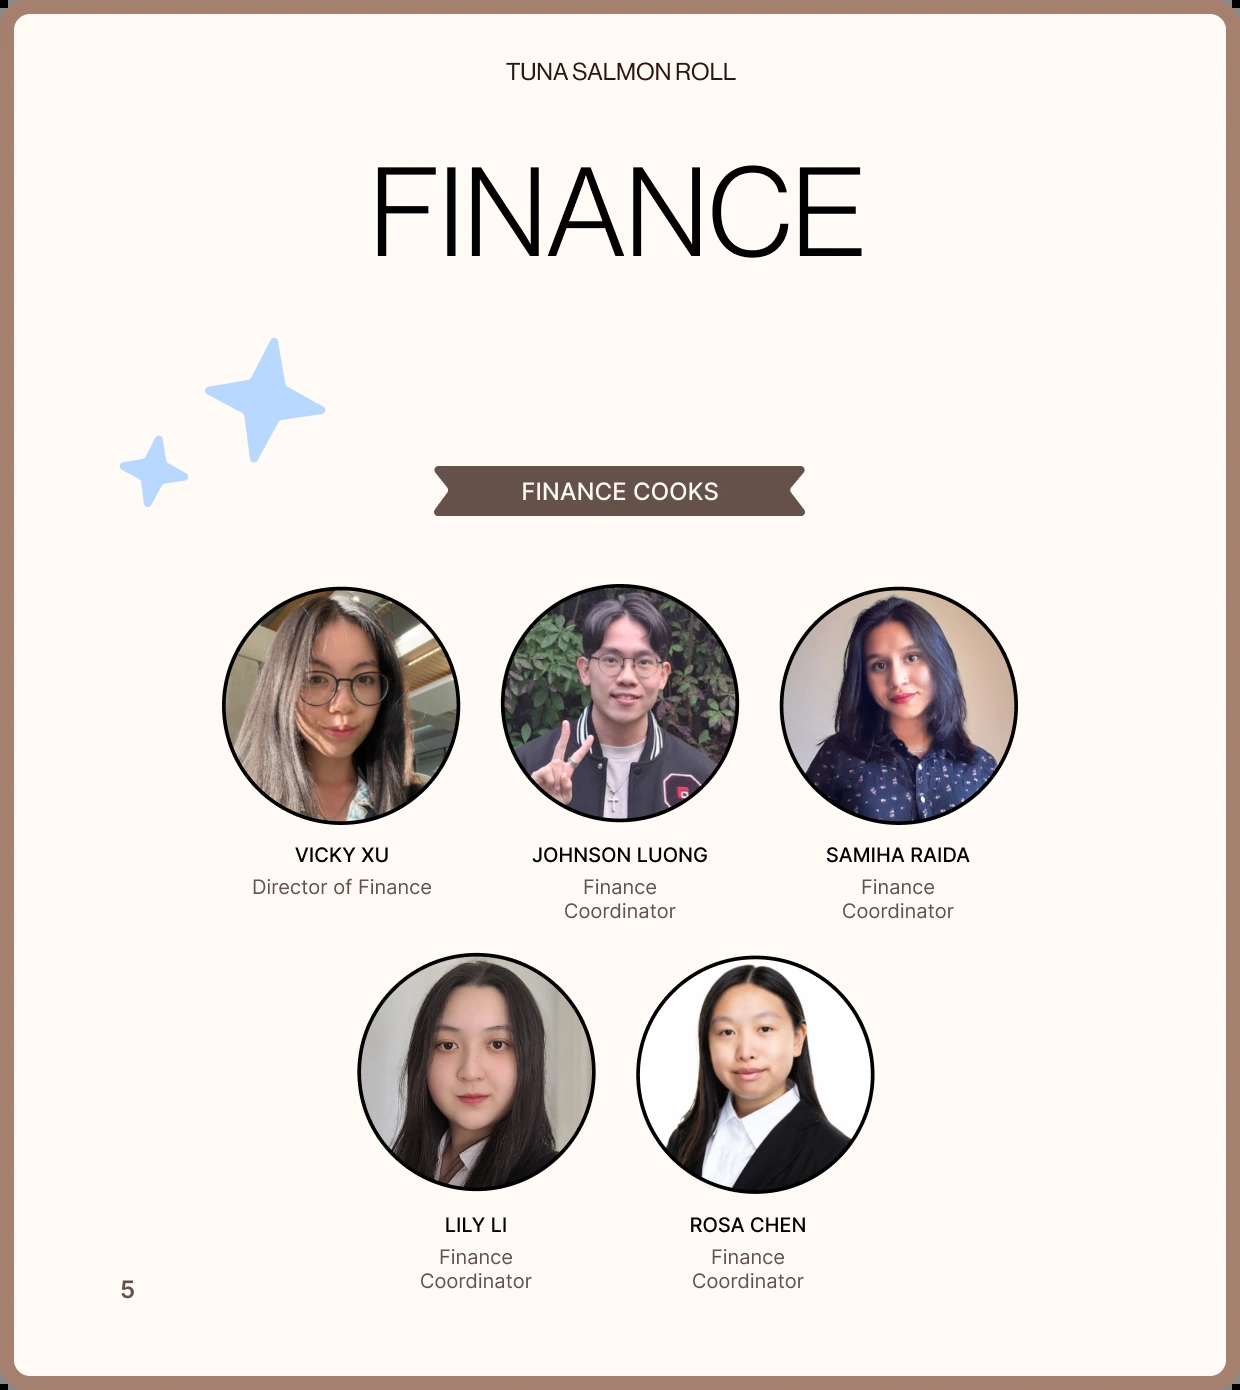 TUNA SALMON ROLL
FINANCE
FINANCE COOKS
VICKY XU
Director of Finance
JOHNSON LUONG
Finance
Coordinator
SAMIHA RAIDA
Finance
Coordinator
LILY LI
Finance
Coordinator
ROSA CHEN
Finance
Coordinator
5